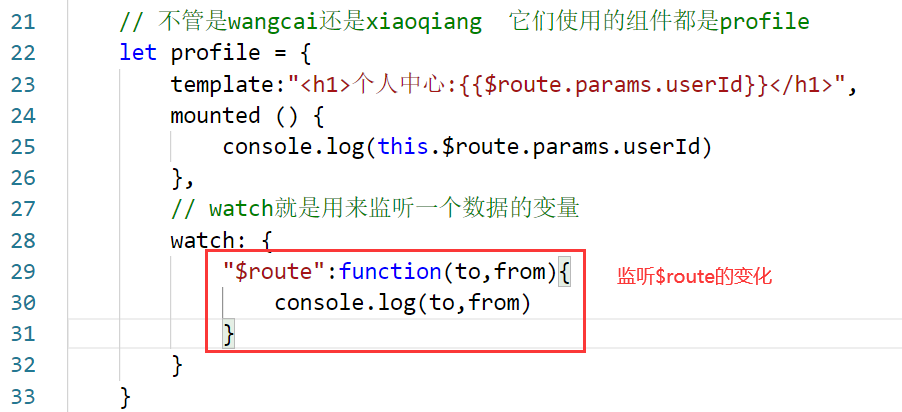 21 // 不管是wangcai还是xiaoqiang 它们使用的组件都是profile
22 let profile = {
23 template:"<h1>个人中心:{{$route.params.userId}}</h1>",
24 mounted () {
25 console.log(this.$route.params.userId)
26 },
27 // watch就是用来监听一个数据的变量
28 watch: {
29 "$route":function(to,from){ 监听$route的变化
30 console.log(to,from)
31 }
32 }
33 }